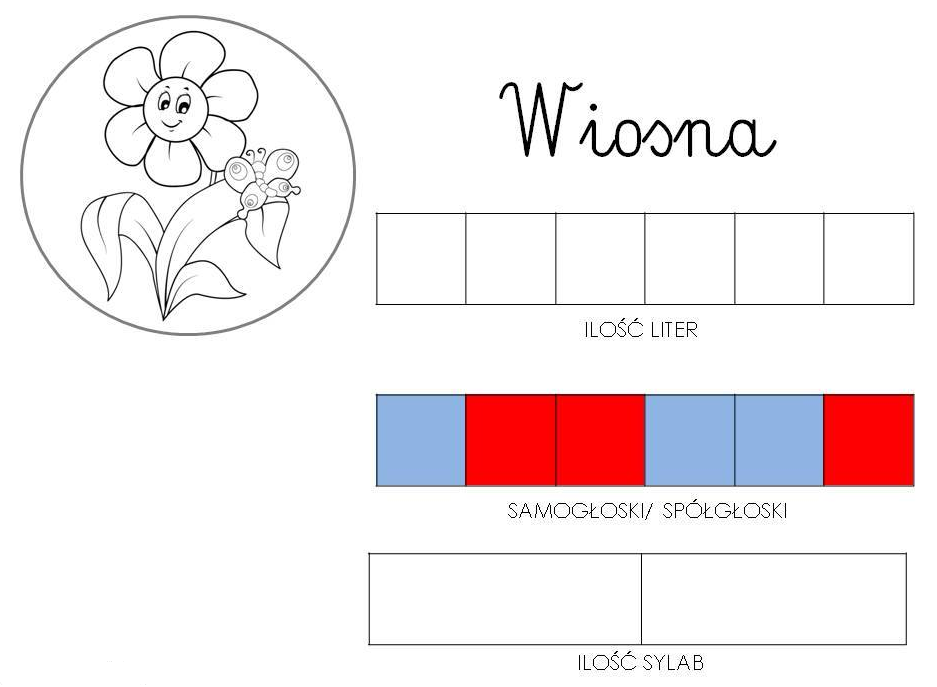 Wiosna
ILOŚĆ LITER
SAMOGŁOSKI/ SPÓŁGŁOSKI
ILOŚĆ SYLAB